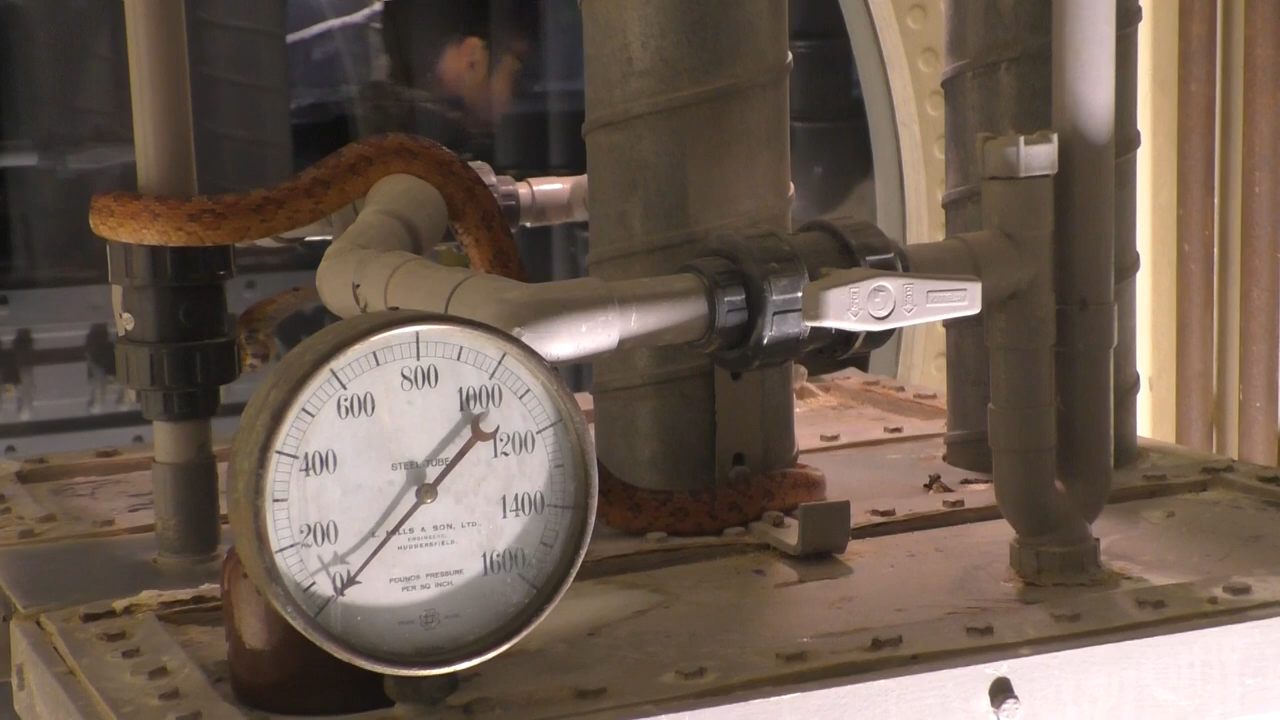 800
600
1000
400
1200
STEEL TUBE
200
1400
& SON, LTD.
ENGINEERS,
HUDDERSFIELD.
0
1600
POUNDS PRESSURE
PER SQ INCH.